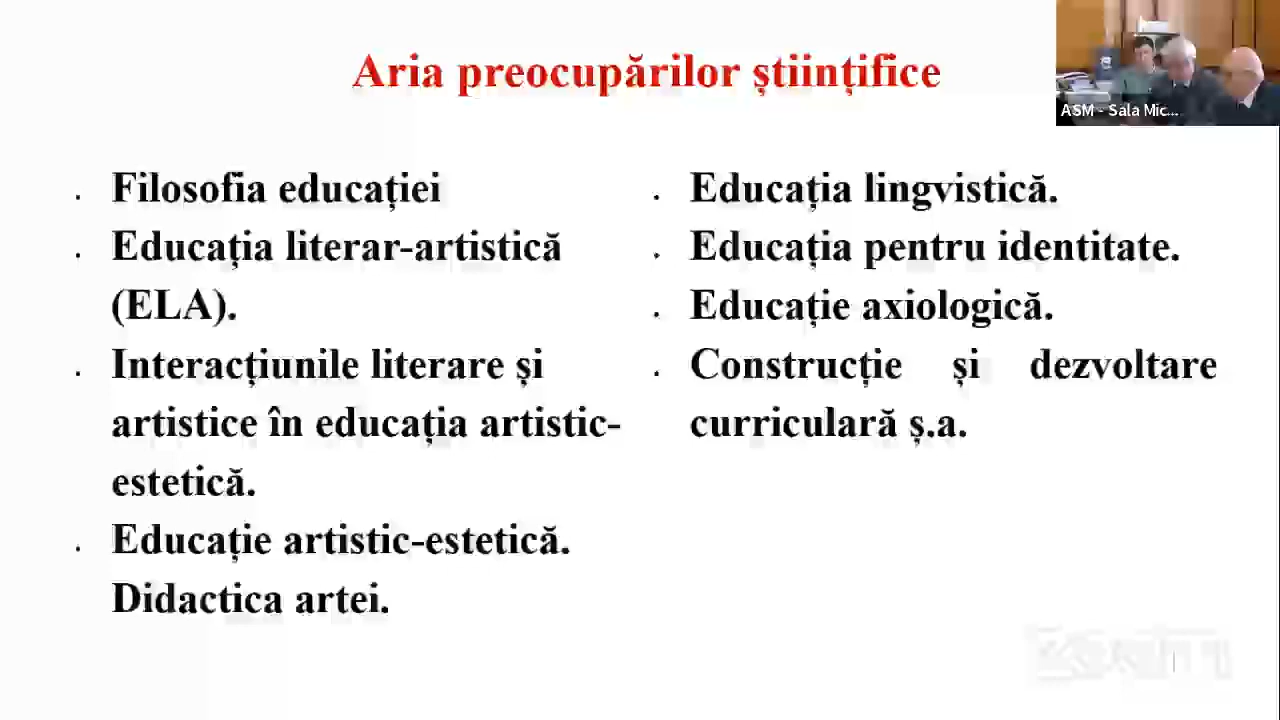 Aria preocupărilor științifice
ASM - Sala Mic...
Filosofia educației
Educația literar-artistică
(ELA).
Interacțiunile literare și
artistice în educația artistic-
estetică.
Educație artistic-estetică.
Didactica artei.
Educația lingvistică.
Educația pentru identitate.
Educație axiologică.
Construcție și dezvoltare
curriculară ș.a.